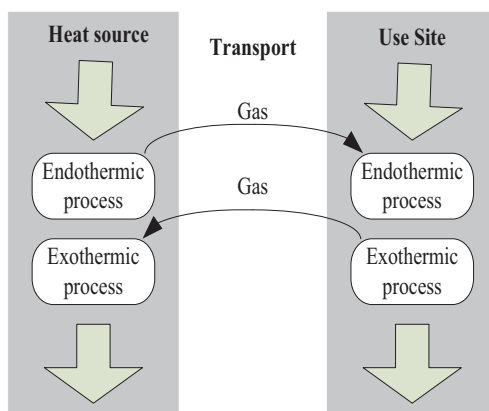 Heat source
Transport
Use Site
Gas
Endothermic
process
Endothermic
process
Gas
Exothermic
process
Exothermic
process